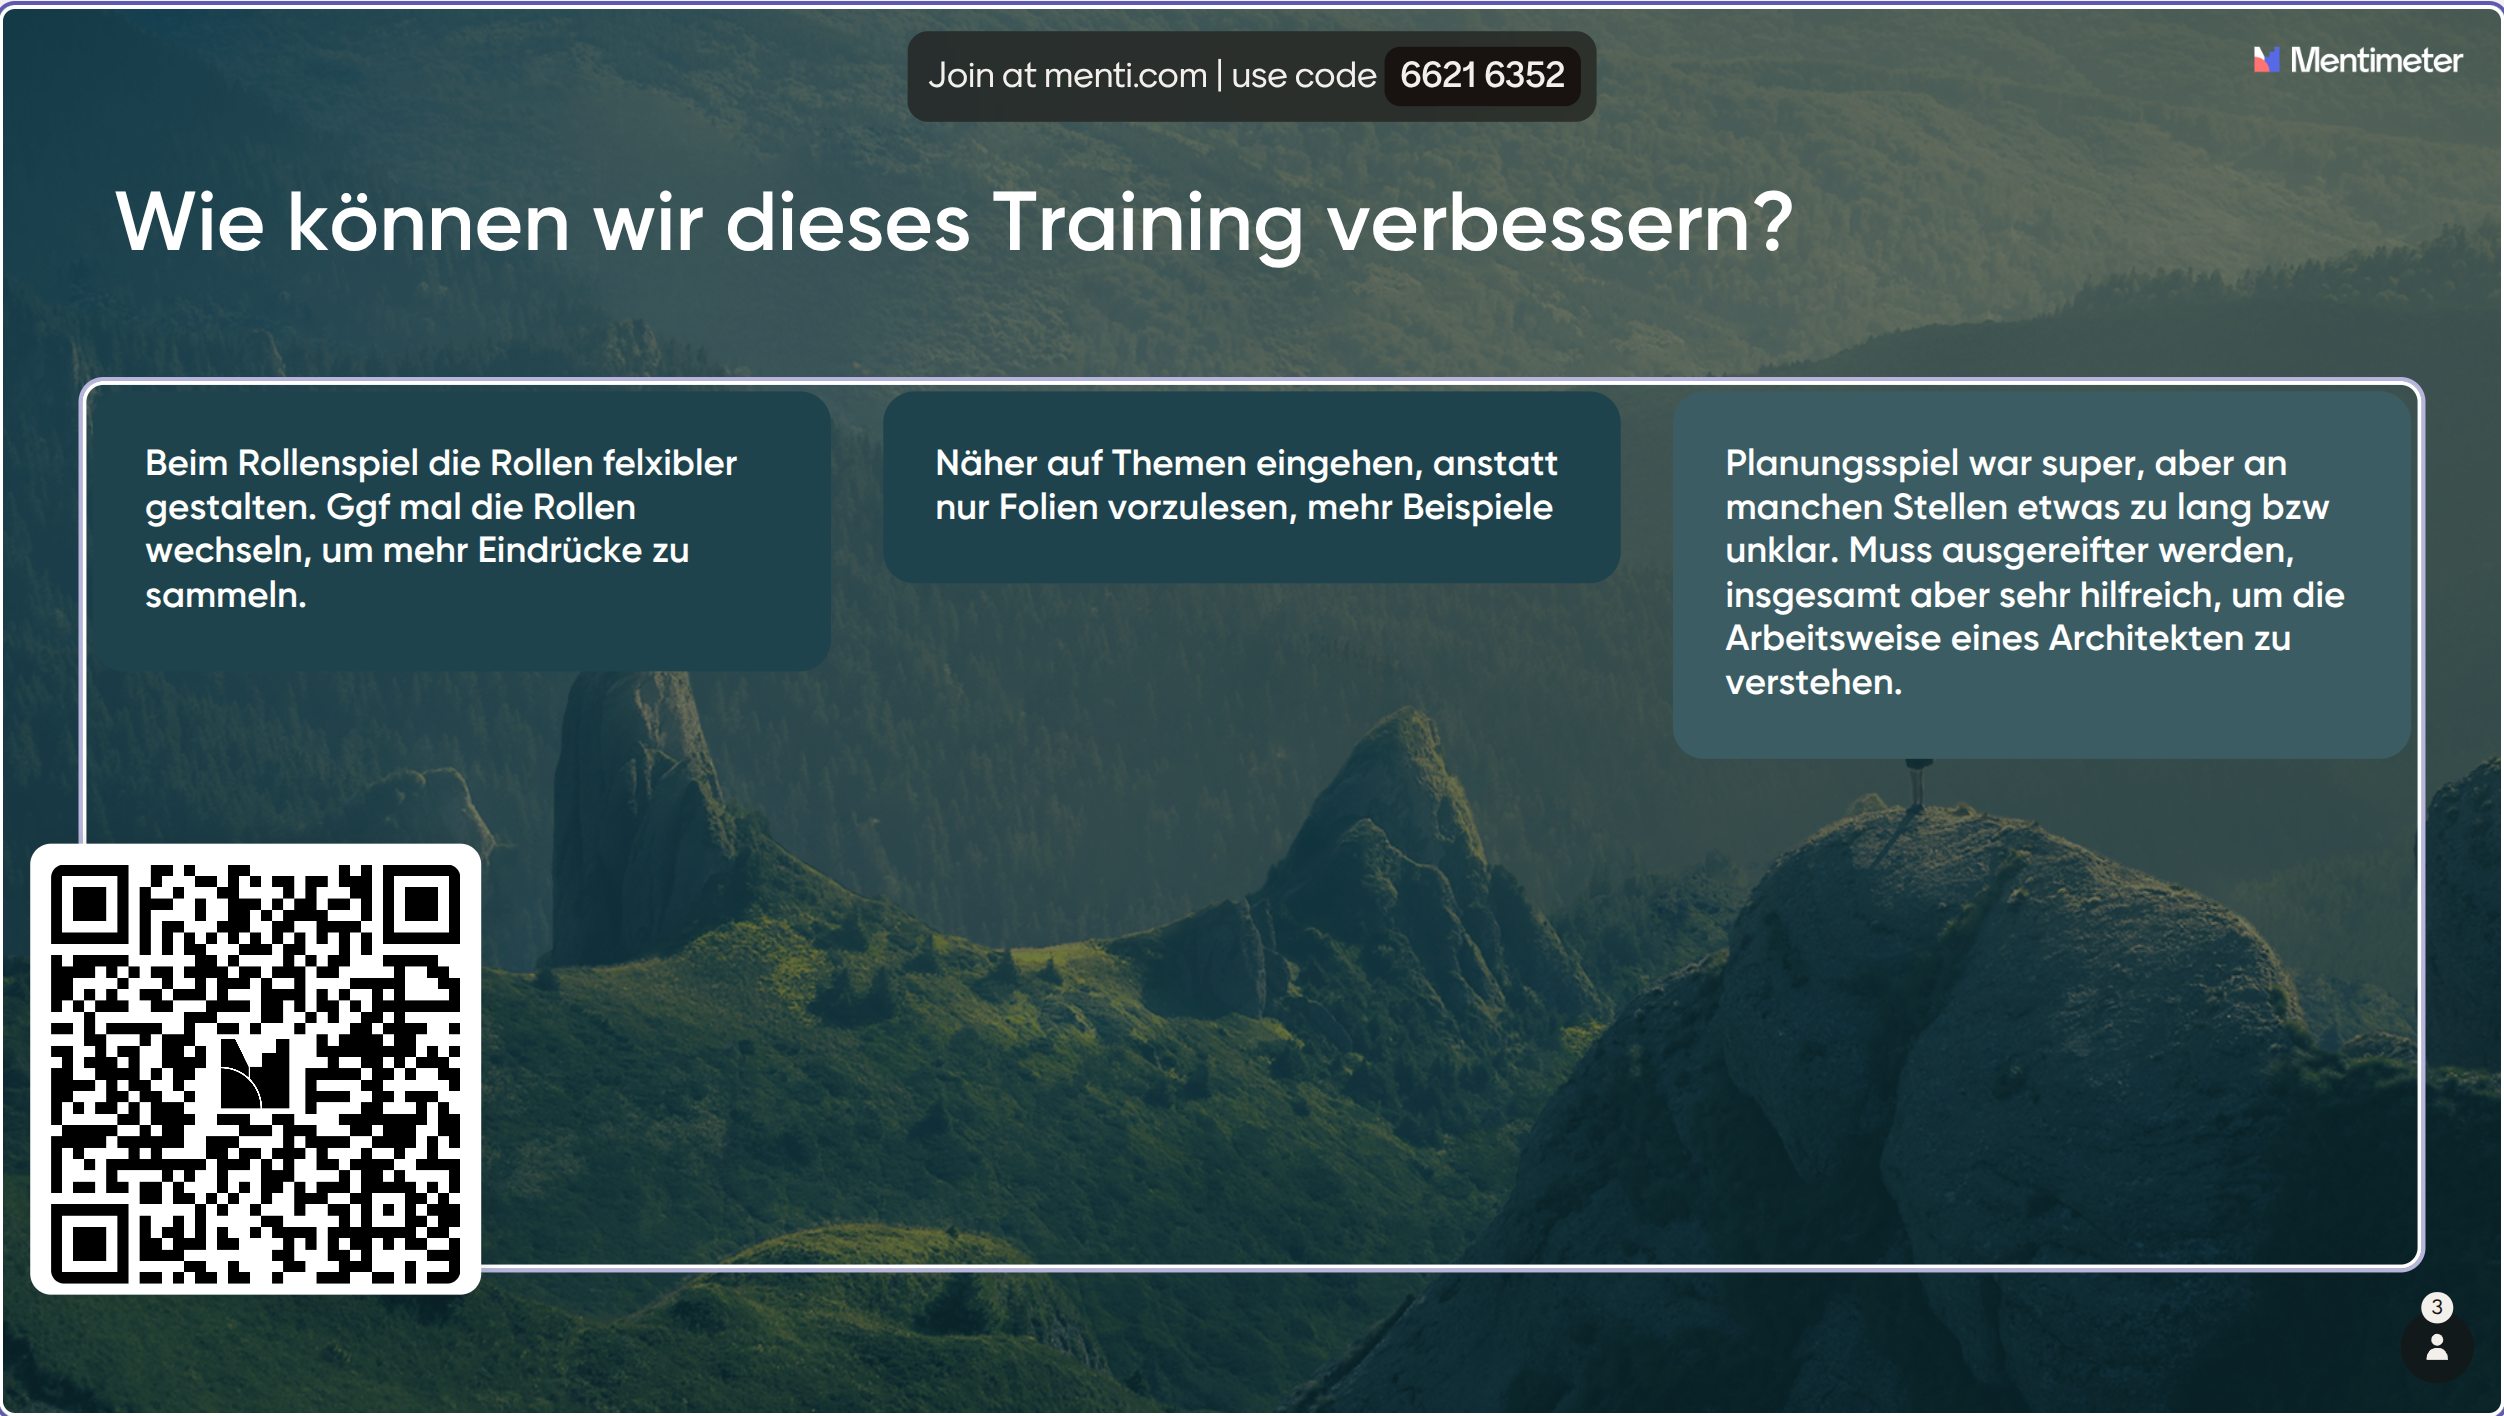 Join at menti.com | use code 6621 6352
Mentimeter
Wie können wir dieses Training verbessern?
Beim Rollenspiel die Rollen felxibler
gestalten. Ggf mal die Rollen
wechseln, um mehr Eindrücke zu
sammeln.
Näher auf Themen eingehen, anstatt
nur Folien vorzulesen, mehr Beispiele
Planungsspiel war super, aber an
manchen Stellen etwas zu lang bzw
unklar. Muss ausgereifter werden,
insgesamt aber sehr hilfreich, um die
Arbeitsweise eines Architekten zu
verstehen.
3